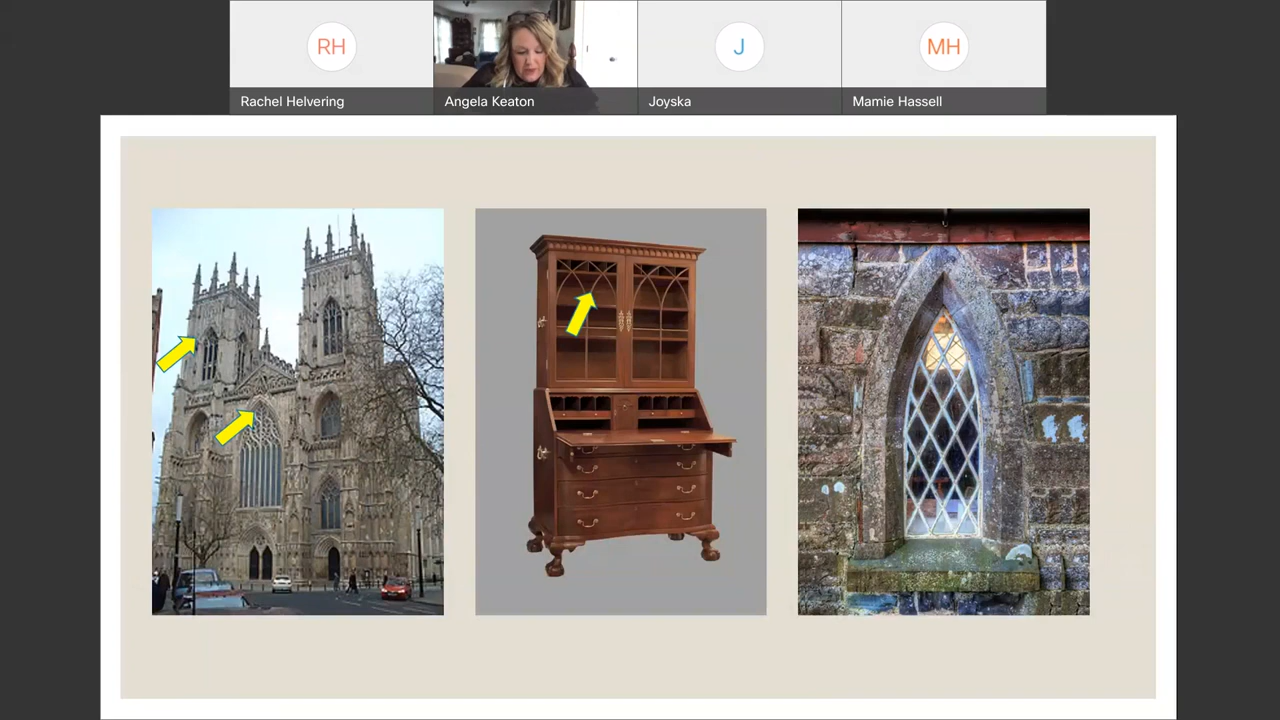 RH
J
MH
Rachel Helvering
Angela Keaton
Joyska
Mamie Hassell